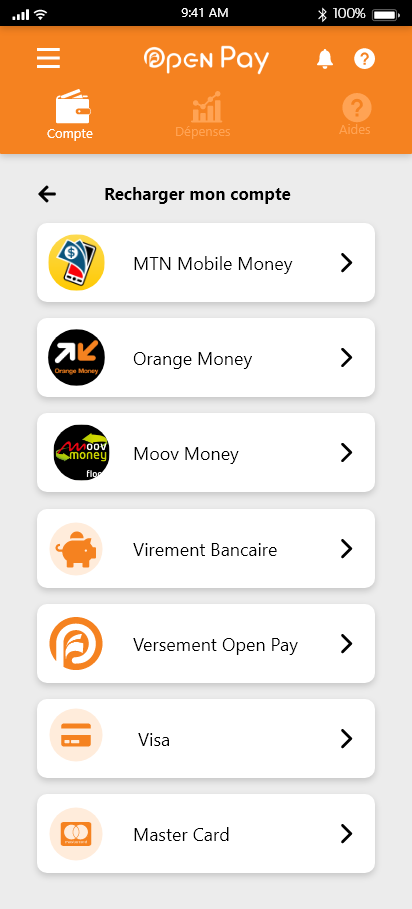 9:41 AM 100%
Open Pay
Compte Dépenses Aides
Recharger mon compte
MTN Mobile Money
Orange Money
Orange Money
moov
money
floo
Moov Money
Virement Bancaire
Versement Open Pay
Visa
Master Card